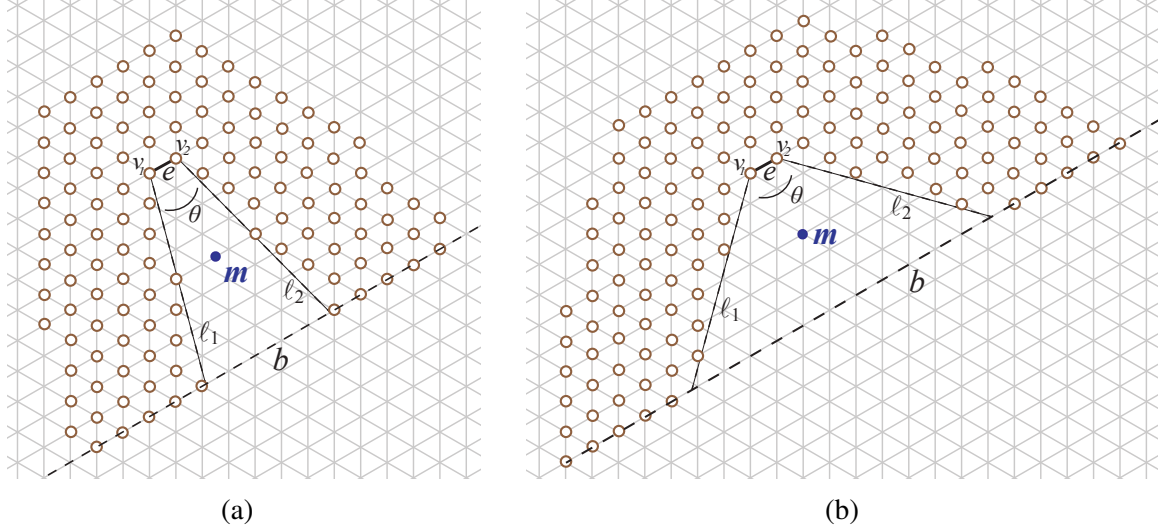 v₁ v₂
e
θ
m
ℓ₁ ℓ₂
b
(a)
v₁ v₂
e
θ
m
ℓ₂
b
ℓ₁
(b)